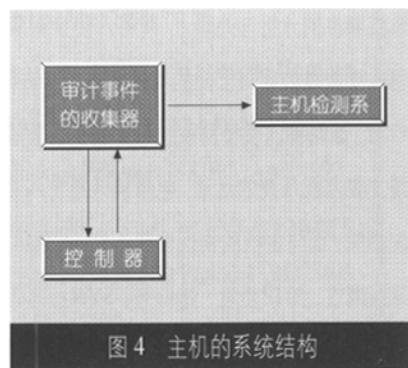 审计事件
的收集器
主机检测系
控制器
图4 主机的系统结构